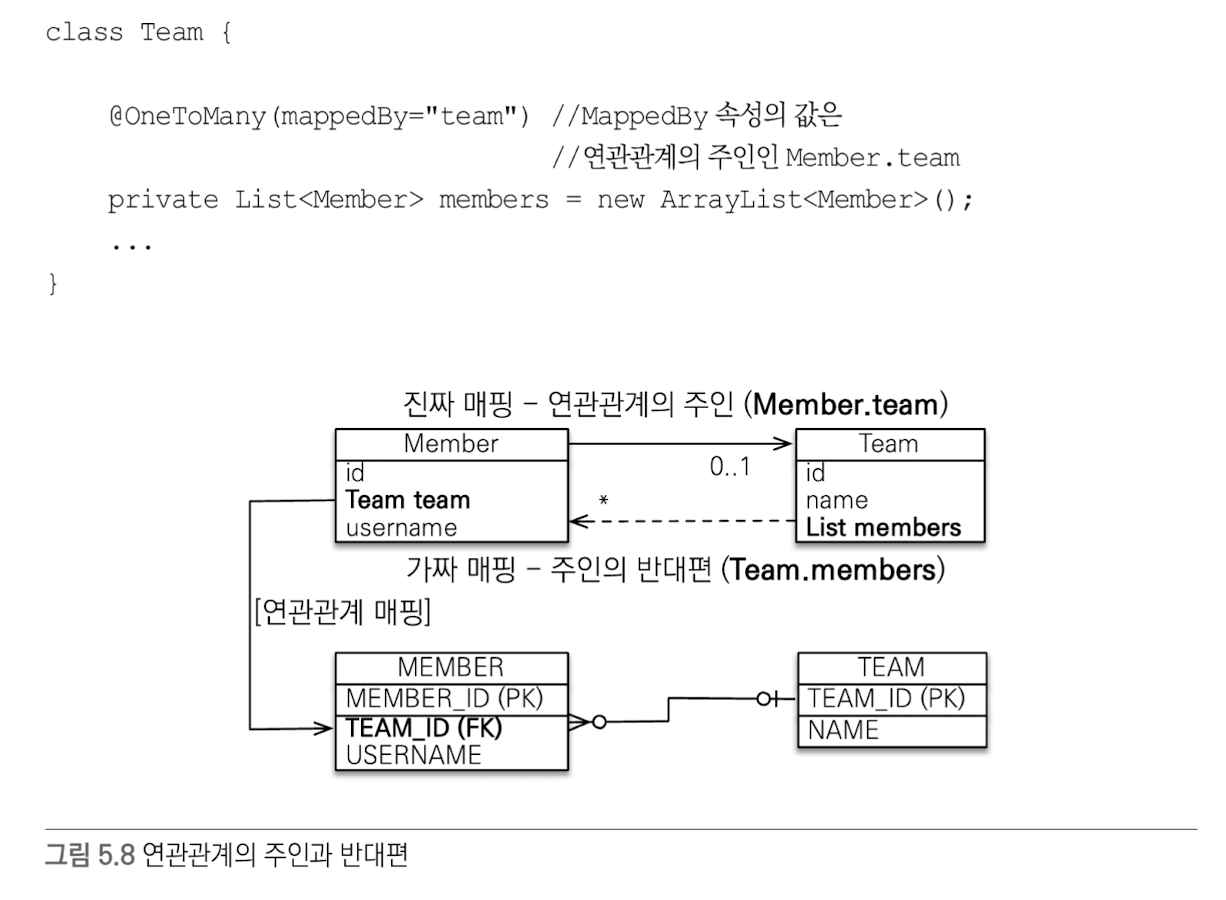 class Team {
@OneToMany(mappedBy="team") //MappedBy 속성의 값은
//연관관계의 주인인 Member.team
private List<Member> members = new ArrayList<Member>();
...
}
진짜 매핑 - 연관관계의 주인 (Member.team)
Member
id
Team team
username
0..1
*
Team
id
name
List members
가짜 매핑 - 주인의 반대편 (Team.members)
[연관관계 매핑]
MEMBER
MEMBER_ID (PK)
TEAM_ID (FK)
USERNAME
TEAM
TEAM_ID (PK)
NAME
그림 5.8 연관관계의 주인과 반대편